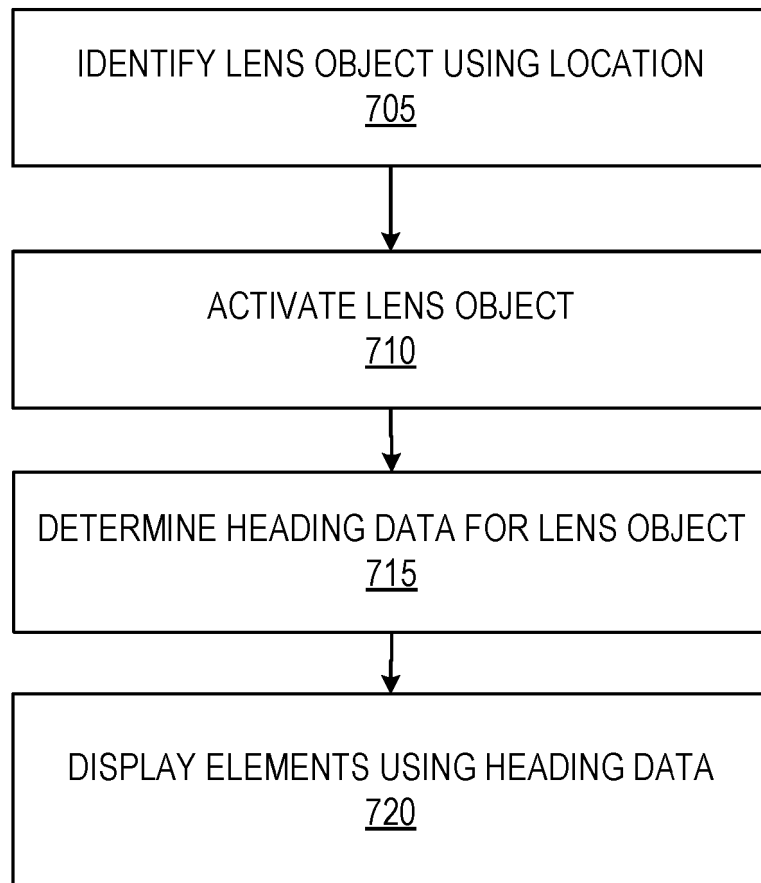 IDENTIFY LENS OBJECT USING LOCATION
705
ACTIVATE LENS OBJECT
710
DETERMINE HEADING DATA FOR LENS OBJECT
715
DISPLAY ELEMENTS USING HEADING DATA
720